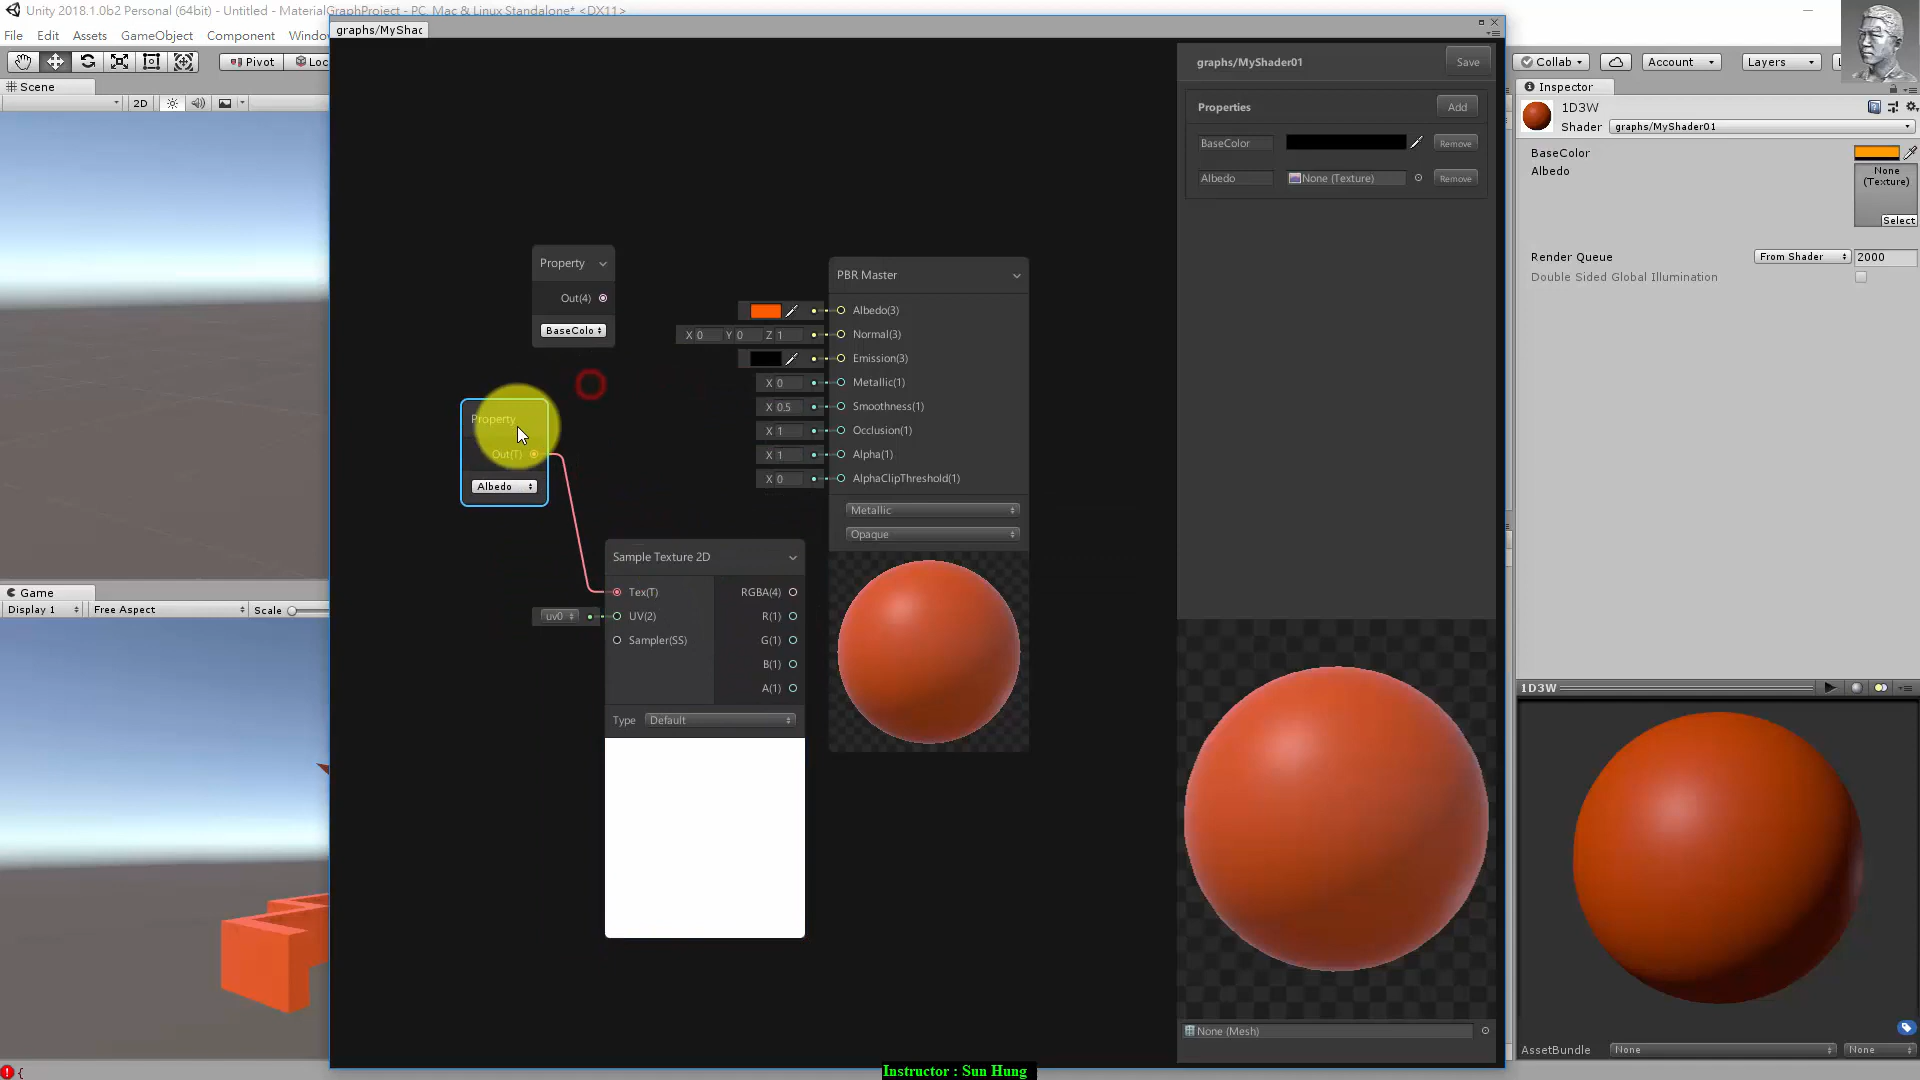 Unity 2018.1.0b2 Personal (64bit) - Untitled - MaterialGraphProject - PC, Mac & Linux Standalone* <DX11>
File Edit Assets GameObject Component Windo
Pivot Loc
Collab Account Layers L
Scene
2D
graphs/MyShac
graphs/MyShader01 Save
Properties Add
BaseColor Remove
Albedo None (Texture) Remove
Property
Out(4)
BaseColo
Property
Out(T)
Albedo
PBR Master
Albedo(3)
X 0 Y 0 Z 1 Normal(3)
Emission(3)
X 0 Metallic(1)
X 0.5 Smoothness(1)
X 1 Occlusion(1)
X 1 Alpha(1)
X 0 AlphaClipThreshold(1)
Metallic
Opaque
Sample Texture 2D
Tex(T) RGBA(4)
uv0 UV(2) R(1)
Sampler(SS) G(1)
B(1)
A(1)
Type Default
None (Mesh)
Game
Display 1 Free Aspect Scale
Inspector
1D3W
Shader graphs/MyShader01
BaseColor
Albedo
None
(Texture)
Select
Render Queue From Shader 2000
Double Sided Global Illumination
1D3W
AssetBundle None None
{
Instructor : Sun Hung